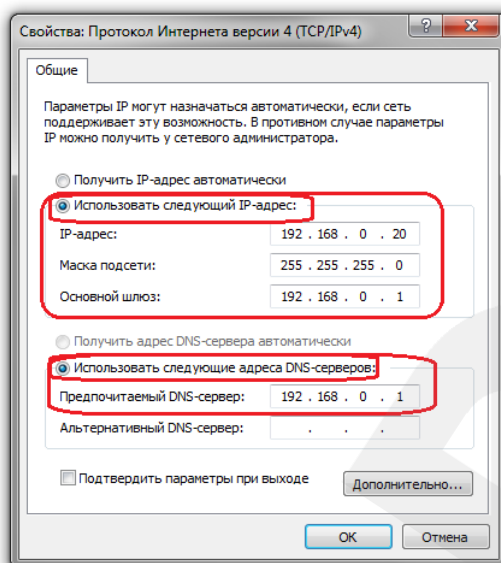 Свойства: Протокол Интернета версии 4 (TCP/IPv4)
Общие
Параметры IP могут назначаться автоматически, если сеть
поддерживает эту возможность. В противном случае параметры
IP можно получить у сетевого администратора.
Получить IP-адрес автоматически
Использовать следующий IP-адрес:
IP-адрес: 192 . 168 . 0 . 20
Маска подсети: 255 . 255 . 255 . 0
Основной шлюз: 192 . 168 . 0 . 1
Получить адрес DNS-сервера автоматически
Использовать следующие адреса DNS-серверов:
Предпочитаемый DNS-сервер: 192 . 168 . 0 . 1
Альтернативный DNS-сервер: . . .
Подтвердить параметры при выходе
Дополнительно...
OK Отмена